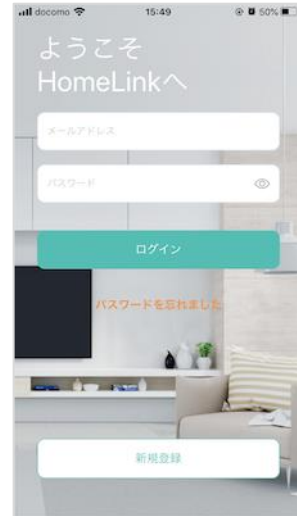 docomo 15:49 50%
ようこそ
HomeLinkへ
メールアドレス
パスワード
ログイン
パスワードを忘れました
新規登録